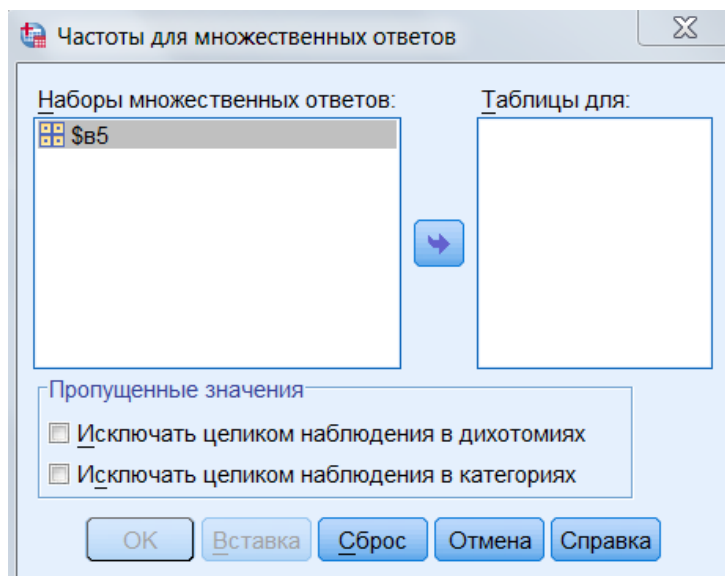 Частоты для множественных ответов
Наборы множественных ответов:
Таблицы для:
$в5
Пропущенные значения
Исключать целиком наблюдения в дихотомиях
Исключать целиком наблюдения в категориях
OK Вставка Сброс Отмена Справка